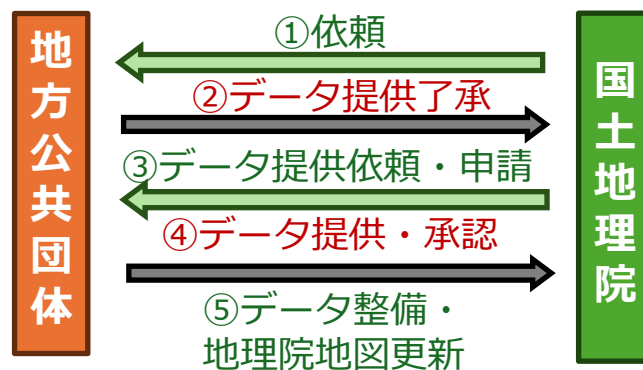 地方公共団体
①依頼
②データ提供了承
③データ提供依頼・申請
④データ提供・承認
⑤データ整備・
地理院地図更新
国土地理院